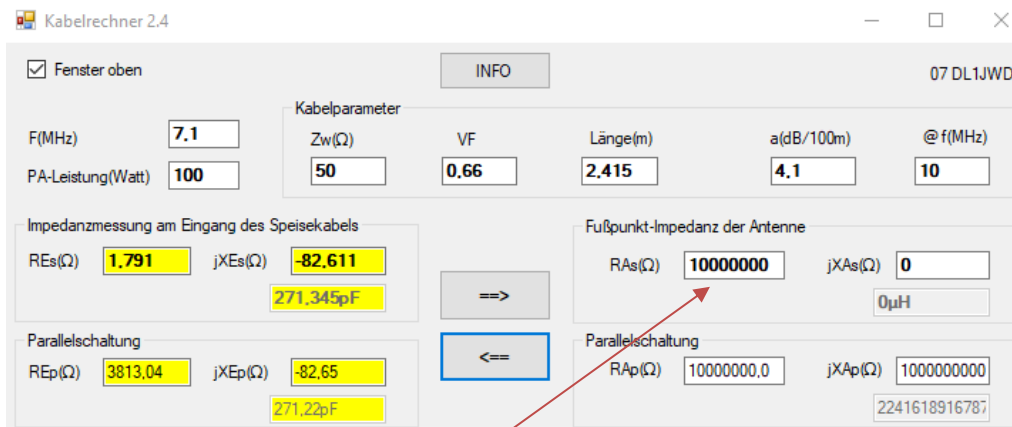 Kabelrechner 2.4
Fenster oben
INFO
07 DL1JWD
Kabelparameter
F(MHz) 7.1 Zw(Ω) VF Länge(m) a(dB/100m) @ f(MHz)
PA-Leistung(Watt) 100 50 0.66 2.415 4.1 10
Impedanzmessung am Eingang des Speisekabels
REs(Ω) 1,791 jXEs(Ω) -82,611
271,345pF
==>
Fußpunkt-Impedanz der Antenne
RAs(Ω) 10000000 jXAs(Ω) 0
0µH
Parallelschaltung
REp(Ω) 3813,04 jXEp(Ω) -82,65
271,22pF
<==
Parallelschaltung
RAp(Ω) 10000000,0 jXAp(Ω) 1000000000